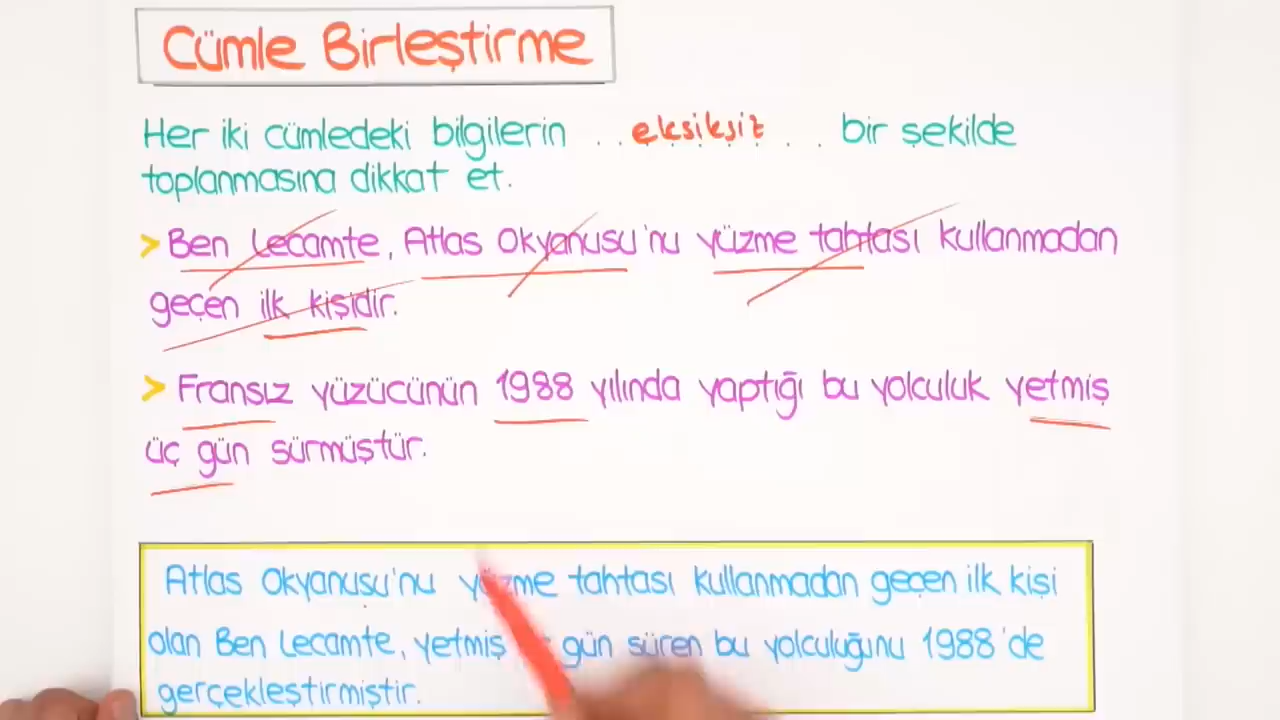 Cümle Birleştirme
Her iki cümledeki bilgilerin ..eksiksiz.. bir şekilde
toplanmasına dikkat et.
> Ben Lecamte, Atlas Okyanusu'nu yüzme tahtası kullanmadan
geçen ilk kişidir.
> Fransız yüzücünün 1988 yılında yaptığı bu yolculuk yetmiş
üç gün sürmüştür.
Atlas Okyanusu'nu yüzme tahtası kullanmadan geçen ilk kişi
olan Ben Lecamte, yetmiş gün süren bu yolculuğunu 1988'de
gerçekleştirmiştir.